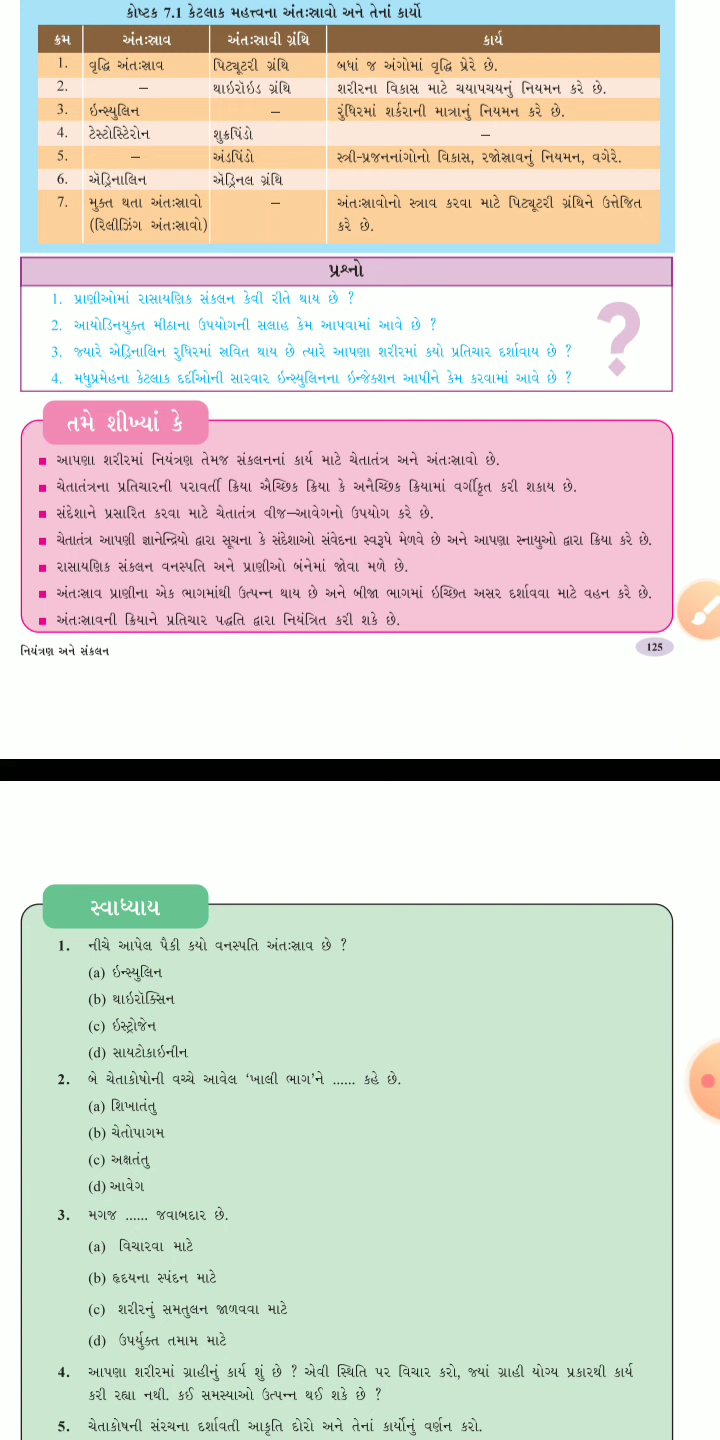 કોષ્ટક 7.1 કેટલાક મહત્ત્વના અંતઃસ્રાવો અને તેનાં કાર્યો
ક્રમ અંતઃસ્રાવ અંતઃસ્રાવી ગ્રંથિ કાર્ય
1. વૃદ્ધિ અંતઃસ્રાવ પિટ્યૂટરી ગ્રંથિ બધાં જ અંગોમાં વૃદ્ધિ પ્રેરે છે.
2. – થાઇરૉઇડ ગ્રંથિ શરીરના વિકાસ માટે ચયાપચયનું નિયમન કરે છે.
3. ઇન્સ્યુલિન – રુધિરમાં શર્કરાની માત્રાનું નિયમન કરે છે.
4. ટેસ્ટોસ્ટિેરોન શુક્રપિંડો –
5. – અંડપિંડો સ્ત્રી-પ્રજનનાંગોનો વિકાસ, રજોસ્રાવનું નિયમન, વગેરે.
6. ઍડ્રિનાલિન ઍડ્રિનલ ગ્રંથિ
7. મુક્ત થતા અંતઃસ્રાવો – અંતઃસ્રાવોનો સ્ત્રાવ કરવા માટે પિટ્યૂટરી ગ્રંથિને ઉત્તેજિત
(રિલીઝિંગ અંતઃસ્રાવો) કરે છે.
પ્રશ્નો
1. પ્રાણીઓમાં રાસાયણિક સંકલન કેવી રીતે થાય છે ?
2. આયોડિનયુક્ત મીઠાના ઉપયોગની સલાહ કેમ આપવામાં આવે છે ?
3. જ્યારે એડ્રિનાલિન રુધિરમાં સ્રવિત થાય છે ત્યારે આપણા શરીરમાં કયો પ્રતિચાર દર્શાવાય છે ?
4. મધુપ્રમેહના કેટલાક દર્દીઓની સારવાર ઇન્સ્યુલિનના ઇન્જેક્શન આપીને કેમ કરવામાં આવે છે ?
?
તમે શીખ્યાં કે
■ આપણા શરીરમાં નિયંત્રણ તેમજ સંકલનનાં કાર્ય માટે ચેતાતંત્ર અને અંતઃસ્રાવો છે.
■ ચેતાતંત્રના પ્રતિચારની પરાવર્તી ક્રિયા ઐચ્છિક ક્રિયા કે અનૈચ્છિક ક્રિયામાં વર્ગીકૃત કરી શકાય છે.
■ સંદેશાને પ્રસારિત કરવા માટે ચેતાતંત્ર વીજ–આવેગનો ઉપયોગ કરે છે.
■ ચેતાતંત્ર આપણી જ્ઞાનેન્દ્રિયો દ્વારા સૂચના કે સંદેશાઓ સંવેદના સ્વરૂપે મેળવે છે અને આપણા સ્નાયુઓ દ્વારા ક્રિયા કરે છે.
■ રાસાયણિક સંકલન વનસ્પતિ અને પ્રાણીઓ બંનેમાં જોવા મળે છે.
■ અંતઃસ્રાવ પ્રાણીના એક ભાગમાંથી ઉત્પન્ન થાય છે અને બીજા ભાગમાં ઇચ્છિત અસર દર્શાવવા માટે વહન કરે છે.
■ અંતઃસ્રાવની ક્રિયાને પ્રતિચાર પદ્ધતિ દ્વારા નિયંત્રિત કરી શકે છે.
નિયંત્રણ અને સંકલન 125
સ્વાધ્યાય
1. નીચે આપેલ પૈકી કયો વનસ્પતિ અંતઃસ્રાવ છે ?
(a) ઇન્સ્યુલિન
(b) થાઇરૉક્સિન
(c) ઇસ્ટ્રોજેન
(d) સાયટોકાઇનીન
2. બે ચેતાકોષોની વચ્ચે આવેલ ‘ખાલી ભાગ’ને ...... કહે છે.
(a) શિખાતંતુ
(b) ચેતોપાગમ
(c) અક્ષતંતુ
(d) આવેગ
3. મગજ ...... જવાબદાર છે.
(a) વિચારવા માટે
(b) હૃદયના સ્પંદન માટે
(c) શરીરનું સમતુલન જાળવવા માટે
(d) ઉપર્યુક્ત તમામ માટે
4. આપણા શરીરમાં ગ્રાહીનું કાર્ય શું છે ? એવી સ્થિતિ પર વિચાર કરો, જ્યાં ગ્રાહી યોગ્ય પ્રકારથી કાર્ય
કરી રહ્યા નથી. કઈ સમસ્યાઓ ઉત્પન્ન થઈ શકે છે ?
5. ચેતાકોષની સંરચના દર્શાવતી આકૃતિ દોરો અને તેનાં કાર્યોનું વર્ણન કરો.